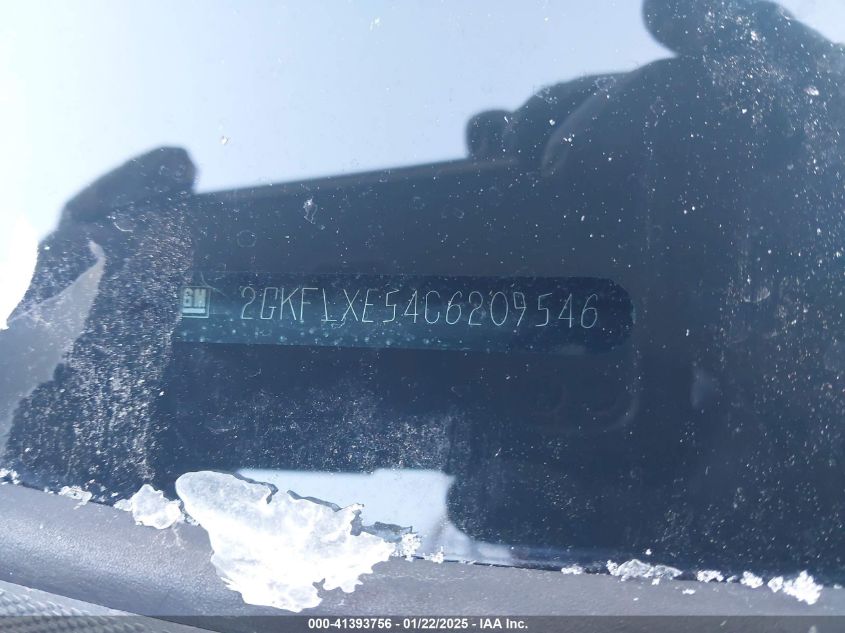 GM 2GKFLXE54C6209546
000-41393756 - 01/22/2025 - IAA Inc.